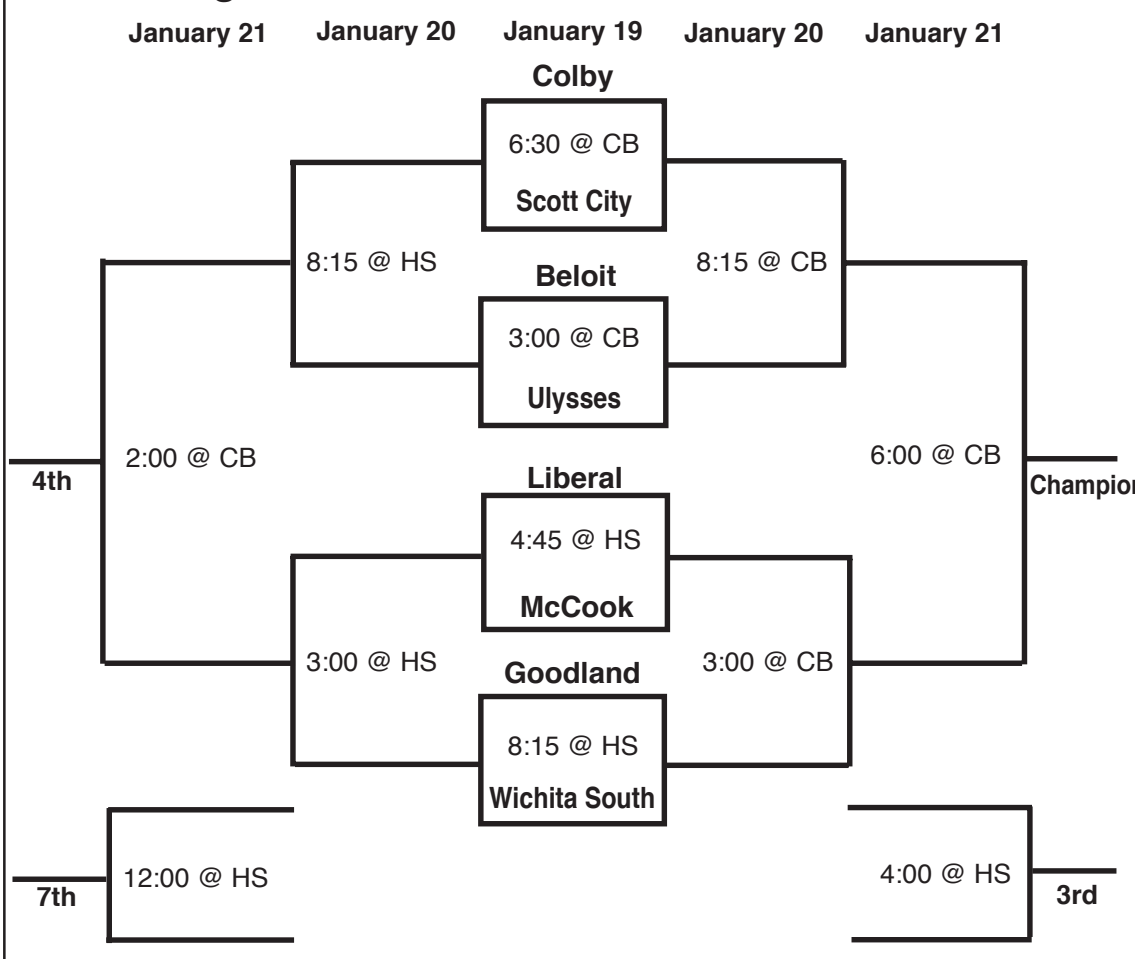 January 21 January 20 January 19 January 20 January 21
Colby
6:30 @ CB
Scott City
8:15 @ HS
8:15 @ CB
Beloit
3:00 @ CB
Ulysses
2:00 @ CB
6:00 @ CB
4th
Champion
Liberal
4:45 @ HS
McCook
3:00 @ HS
3:00 @ CB
Goodland
8:15 @ HS
Wichita South
12:00 @ HS
4:00 @ HS
7th
3rd